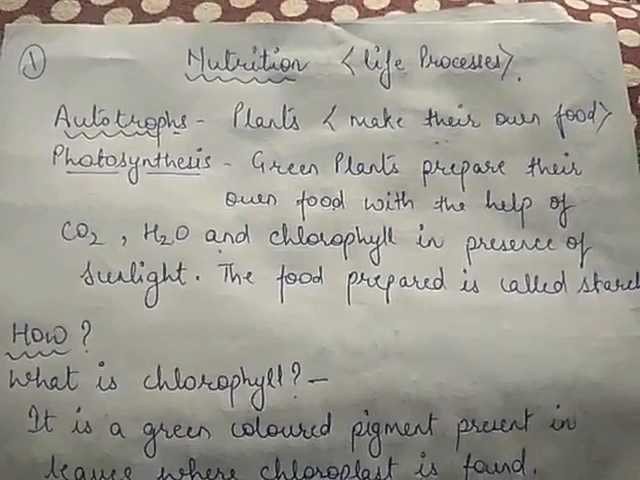 ①
Nutrition <life Processes>.
Autotrophs - Plants <make their own food>
Photosynthesis - Green Plants prepare their
own food with the help of
CO2, H2O and chlorophyll in presence of
Sunlight. The food prepared is called starch
How?
What is chlorophyll? -
It is a green coloured pigment present in
leaves where chloroplast is found.